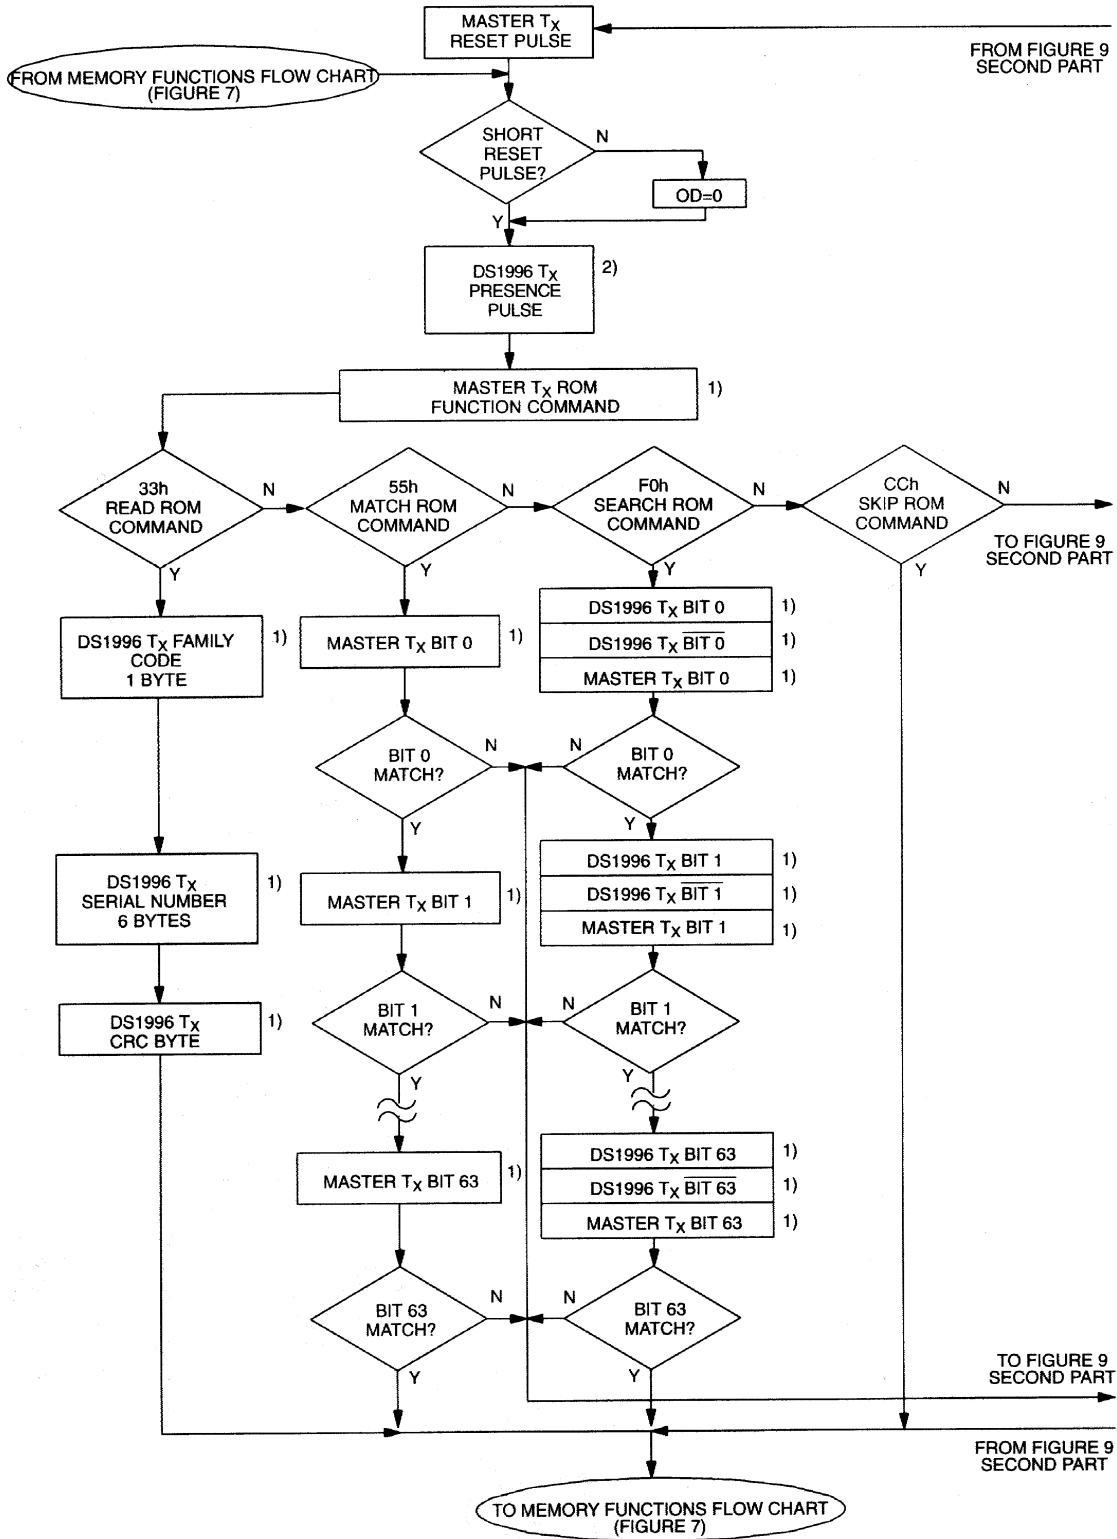 MASTER TX
RESET PULSE
FROM FIGURE 9
SECOND PART
FROM MEMORY FUNCTIONS FLOW CHART
(FIGURE 7)
SHORT
RESET
PULSE?
N
OD=0
Y
DS1996 TX
PRESENCE
PULSE
2)
MASTER TX ROM
FUNCTION COMMAND
1)
33h
READ ROM
COMMAND
N
Y
55h
MATCH ROM
COMMAND
N
Y
F0h
SEARCH ROM
COMMAND
N
Y
CCh
SKIP ROM
COMMAND
N
Y
TO FIGURE 9
SECOND PART
DS1996 TX FAMILY
CODE
1 BYTE
1)
MASTER TX BIT 0
1)
DS1996 TX BIT 0
1)
DS1996 TX B̅I̅T̅ ̅0̅
1)
MASTER TX BIT 0
1)
BIT 0
MATCH?
N
Y
BIT 0
MATCH?
N
Y
DS1996 TX
SERIAL NUMBER
6 BYTES
1)
MASTER TX BIT 1
1)
DS1996 TX BIT 1
1)
DS1996 TX B̅I̅T̅ ̅1̅
1)
MASTER TX BIT 1
1)
DS1996 TX
CRC BYTE
1)
BIT 1
MATCH?
N
Y
BIT 1
MATCH?
N
Y
MASTER TX BIT 63
1)
DS1996 TX BIT 63
1)
DS1996 TX B̅I̅T̅ ̅6̅3̅
1)
MASTER TX BIT 63
1)
BIT 63
MATCH?
N
Y
BIT 63
MATCH?
N
Y
TO FIGURE 9
SECOND PART
FROM FIGURE 9
SECOND PART
TO MEMORY FUNCTIONS FLOW CHART
(FIGURE 7)